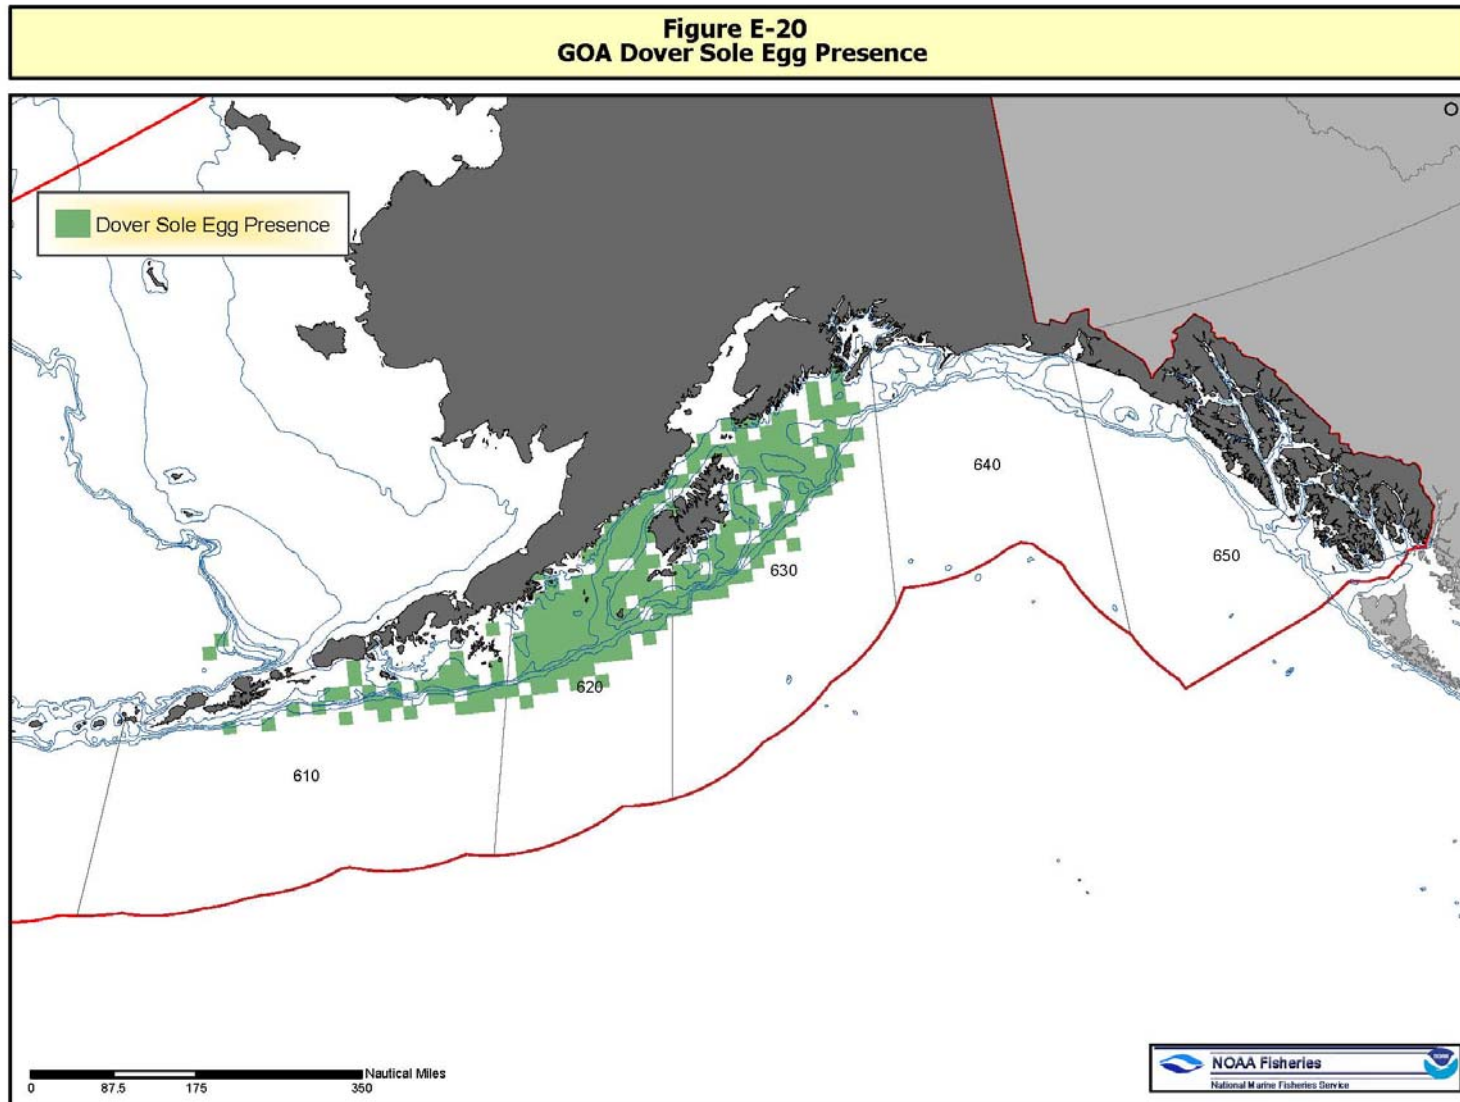 Figure E-20
GOA Dover Sole Egg Presence
Dover Sole Egg Presence
640
650
630
620
610
Nautical Miles
0 87.5 175 350
NOAA Fisheries
National Marine Fisheries Service